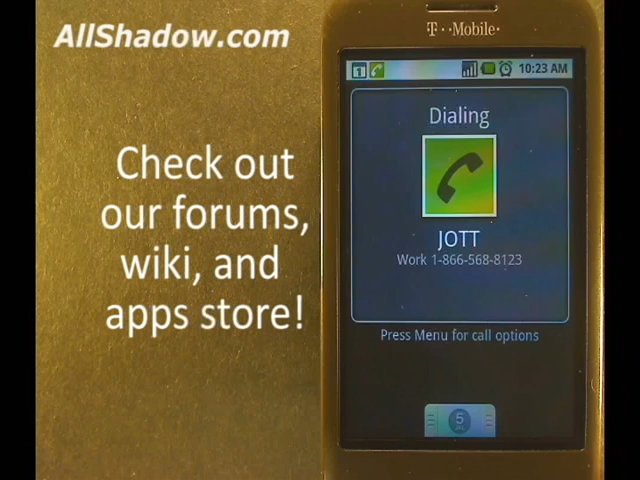 AllShadow.com
Check out
our forums,
wiki, and
apps store!
T··Mobile·
1
10:23 AM
Dialing
JOTT
Work 1-866-568-8123
Press Menu for call options
5